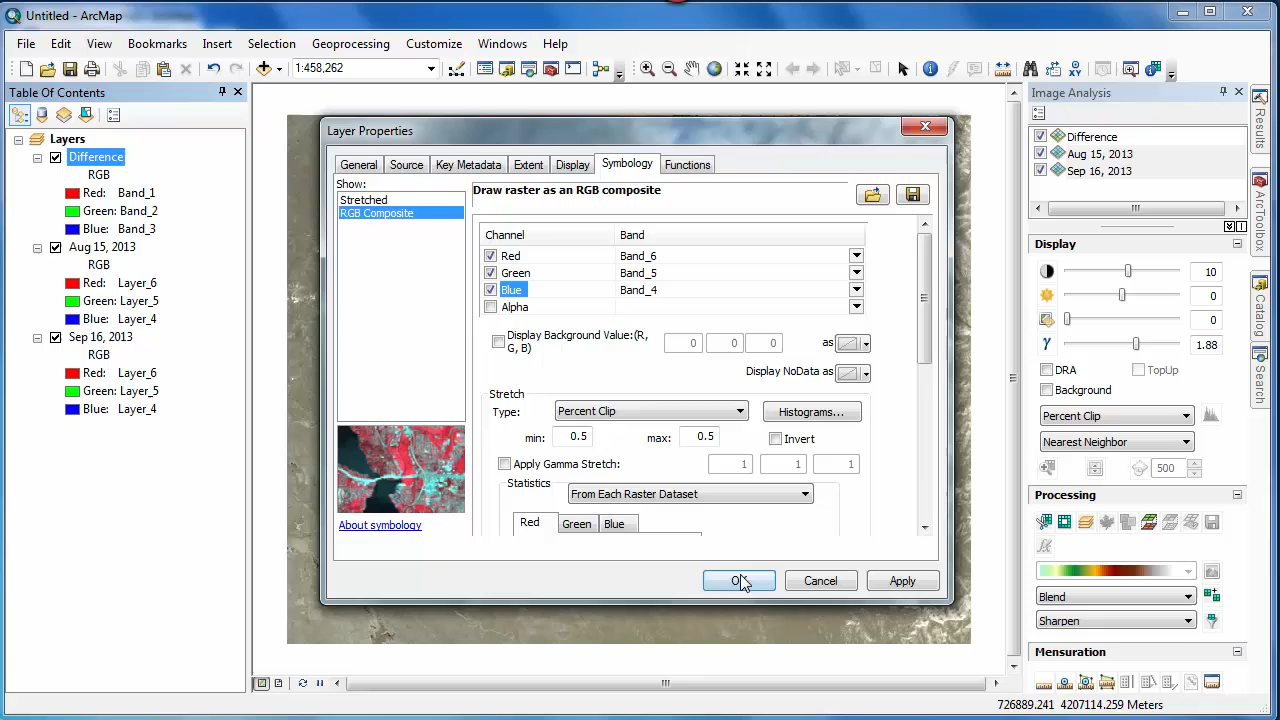 Untitled - ArcMap
File Edit View Bookmarks Insert Selection Geoprocessing Customize Windows Help
1:458,262
Table Of Contents
Layers
Difference
RGB
Red: Band_1
Green: Band_2
Blue: Band_3
Aug 15, 2013
RGB
Red: Layer_6
Green: Layer_5
Blue: Layer_4
Sep 16, 2013
RGB
Red: Layer_6
Green: Layer_5
Blue: Layer_4
Layer Properties
General Source Key Metadata Extent Display Symbology Functions
Show:
Stretched
RGB Composite
About symbology
Draw raster as an RGB composite
Channel Band
Red Band_6
Green Band_5
Blue Band_4
Alpha
Display Background Value:(R, G, B) 0 0 0 as
Display NoData as
Stretch
Type: Percent Clip Histograms...
min: 0.5 max: 0.5 Invert
Apply Gamma Stretch: 1 1 1
Statistics
From Each Raster Dataset
Red Green Blue
Cancel Apply
Image Analysis
Difference
Aug 15, 2013
Sep 16, 2013
Display
10
0
0
γ 1.88
DRA TopUp
Background
Percent Clip
Nearest Neighbor
500
Processing
Blend
Sharpen
Mensuration
Results
ArcToolbox
Catalog
Search
726889.241 4207114.259 Meters